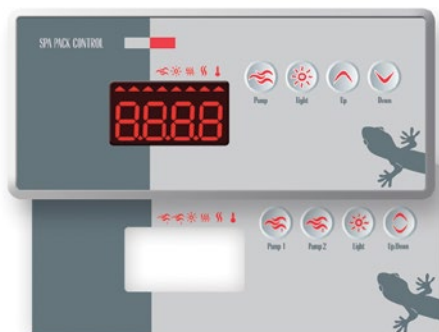 SPA PACK CONTROL
8.8.8.8
Pump Light Up Down
Pump 1 Pump 2 Light Up/Down